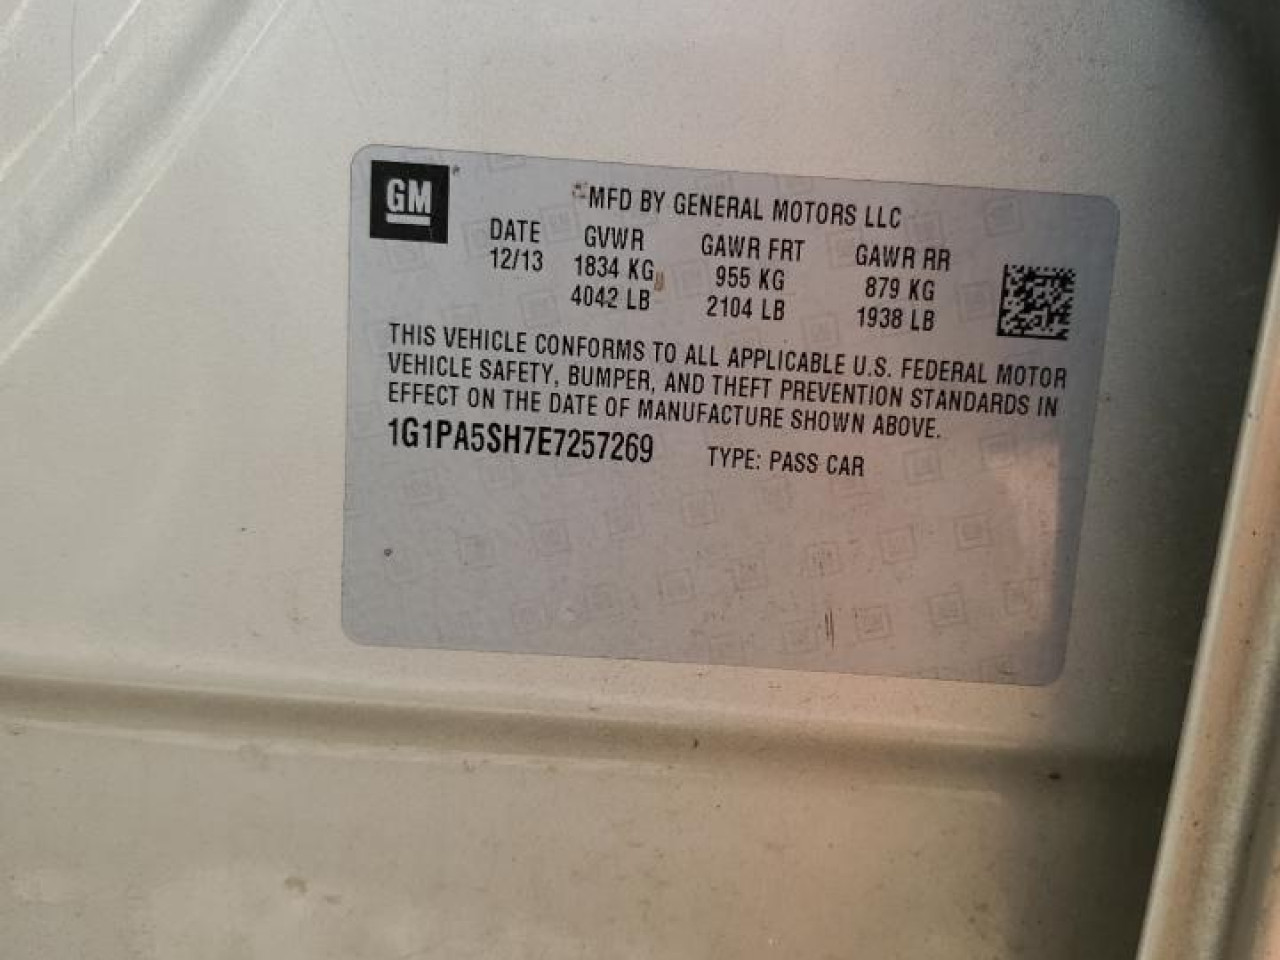 GM
MFD BY GENERAL MOTORS LLC
DATE GVWR GAWR FRT GAWR RR
12/13 1834 KG 955 KG 879 KG
4042 LB 2104 LB 1938 LB
THIS VEHICLE CONFORMS TO ALL APPLICABLE U.S. FEDERAL MOTOR
VEHICLE SAFETY, BUMPER, AND THEFT PREVENTION STANDARDS IN
EFFECT ON THE DATE OF MANUFACTURE SHOWN ABOVE.
1G1PA5SH7E7257269 TYPE: PASS CAR